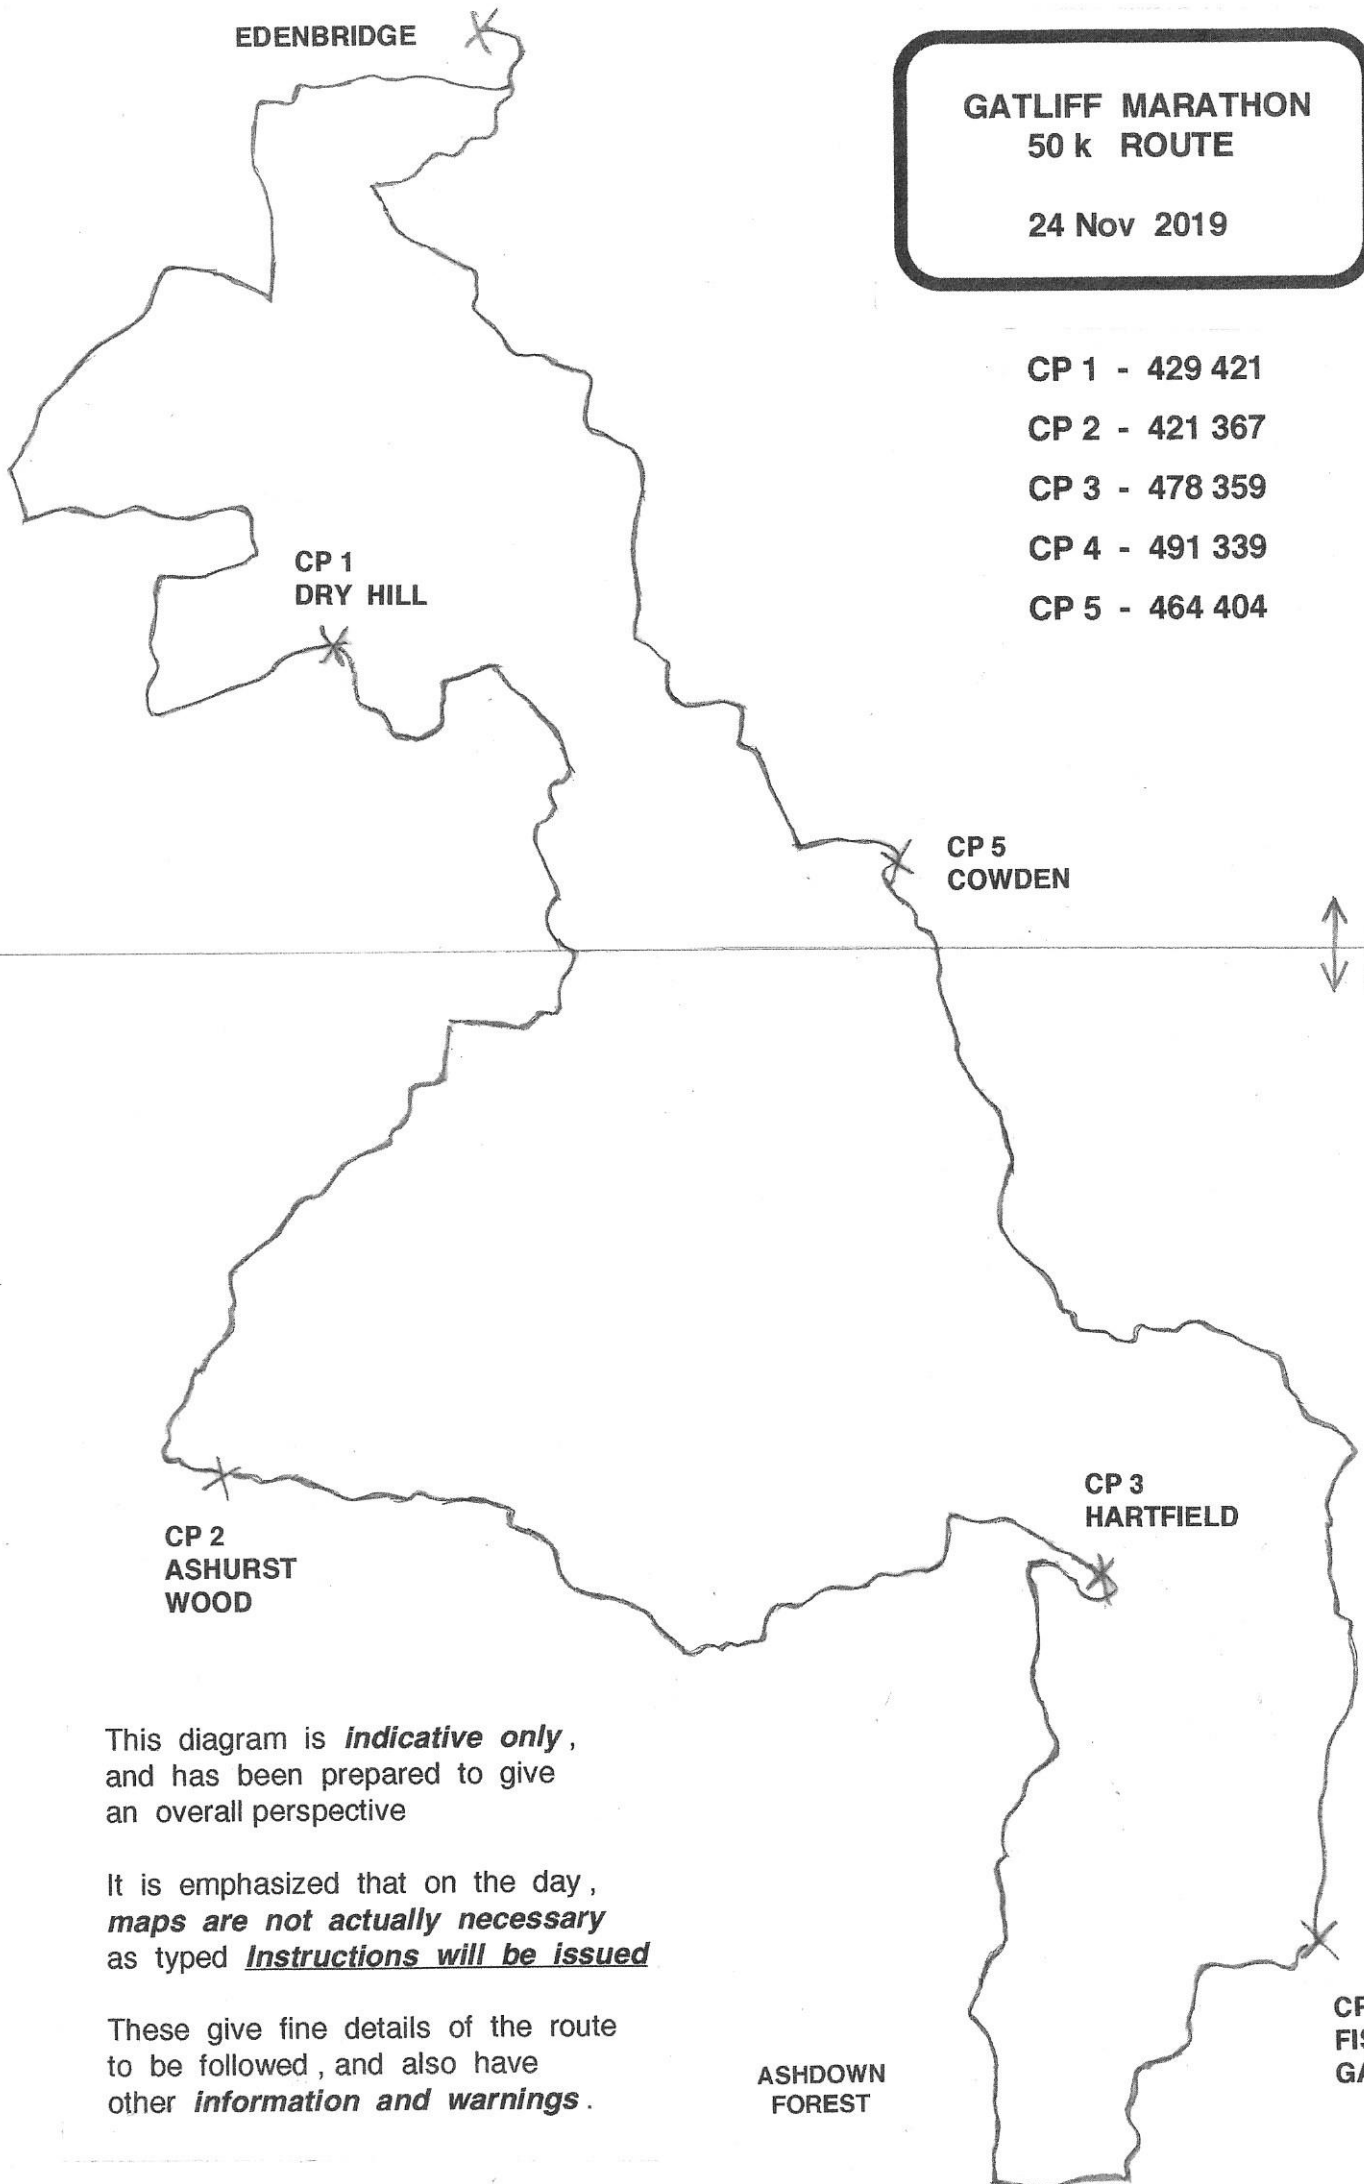 EDENBRIDGE
GATLIFF MARATHON
50 k ROUTE
24 Nov 2019
CP 1 - 429 421
CP 2 - 421 367
CP 3 - 478 359
CP 4 - 491 339
CP 5 - 464 404
CP 1
DRY HILL
CP 5
COWDEN
CP 3
HARTFIELD
CP 2
ASHURST
WOOD
This diagram is indicative only ,
and has been prepared to give
an overall perspective
It is emphasized that on the day ,
maps are not actually necessary
as typed Instructions will be issued
These give fine details of the route
to be followed , and also have
other information and warnings .
ASHDOWN
FOREST
CP
FIS
GA